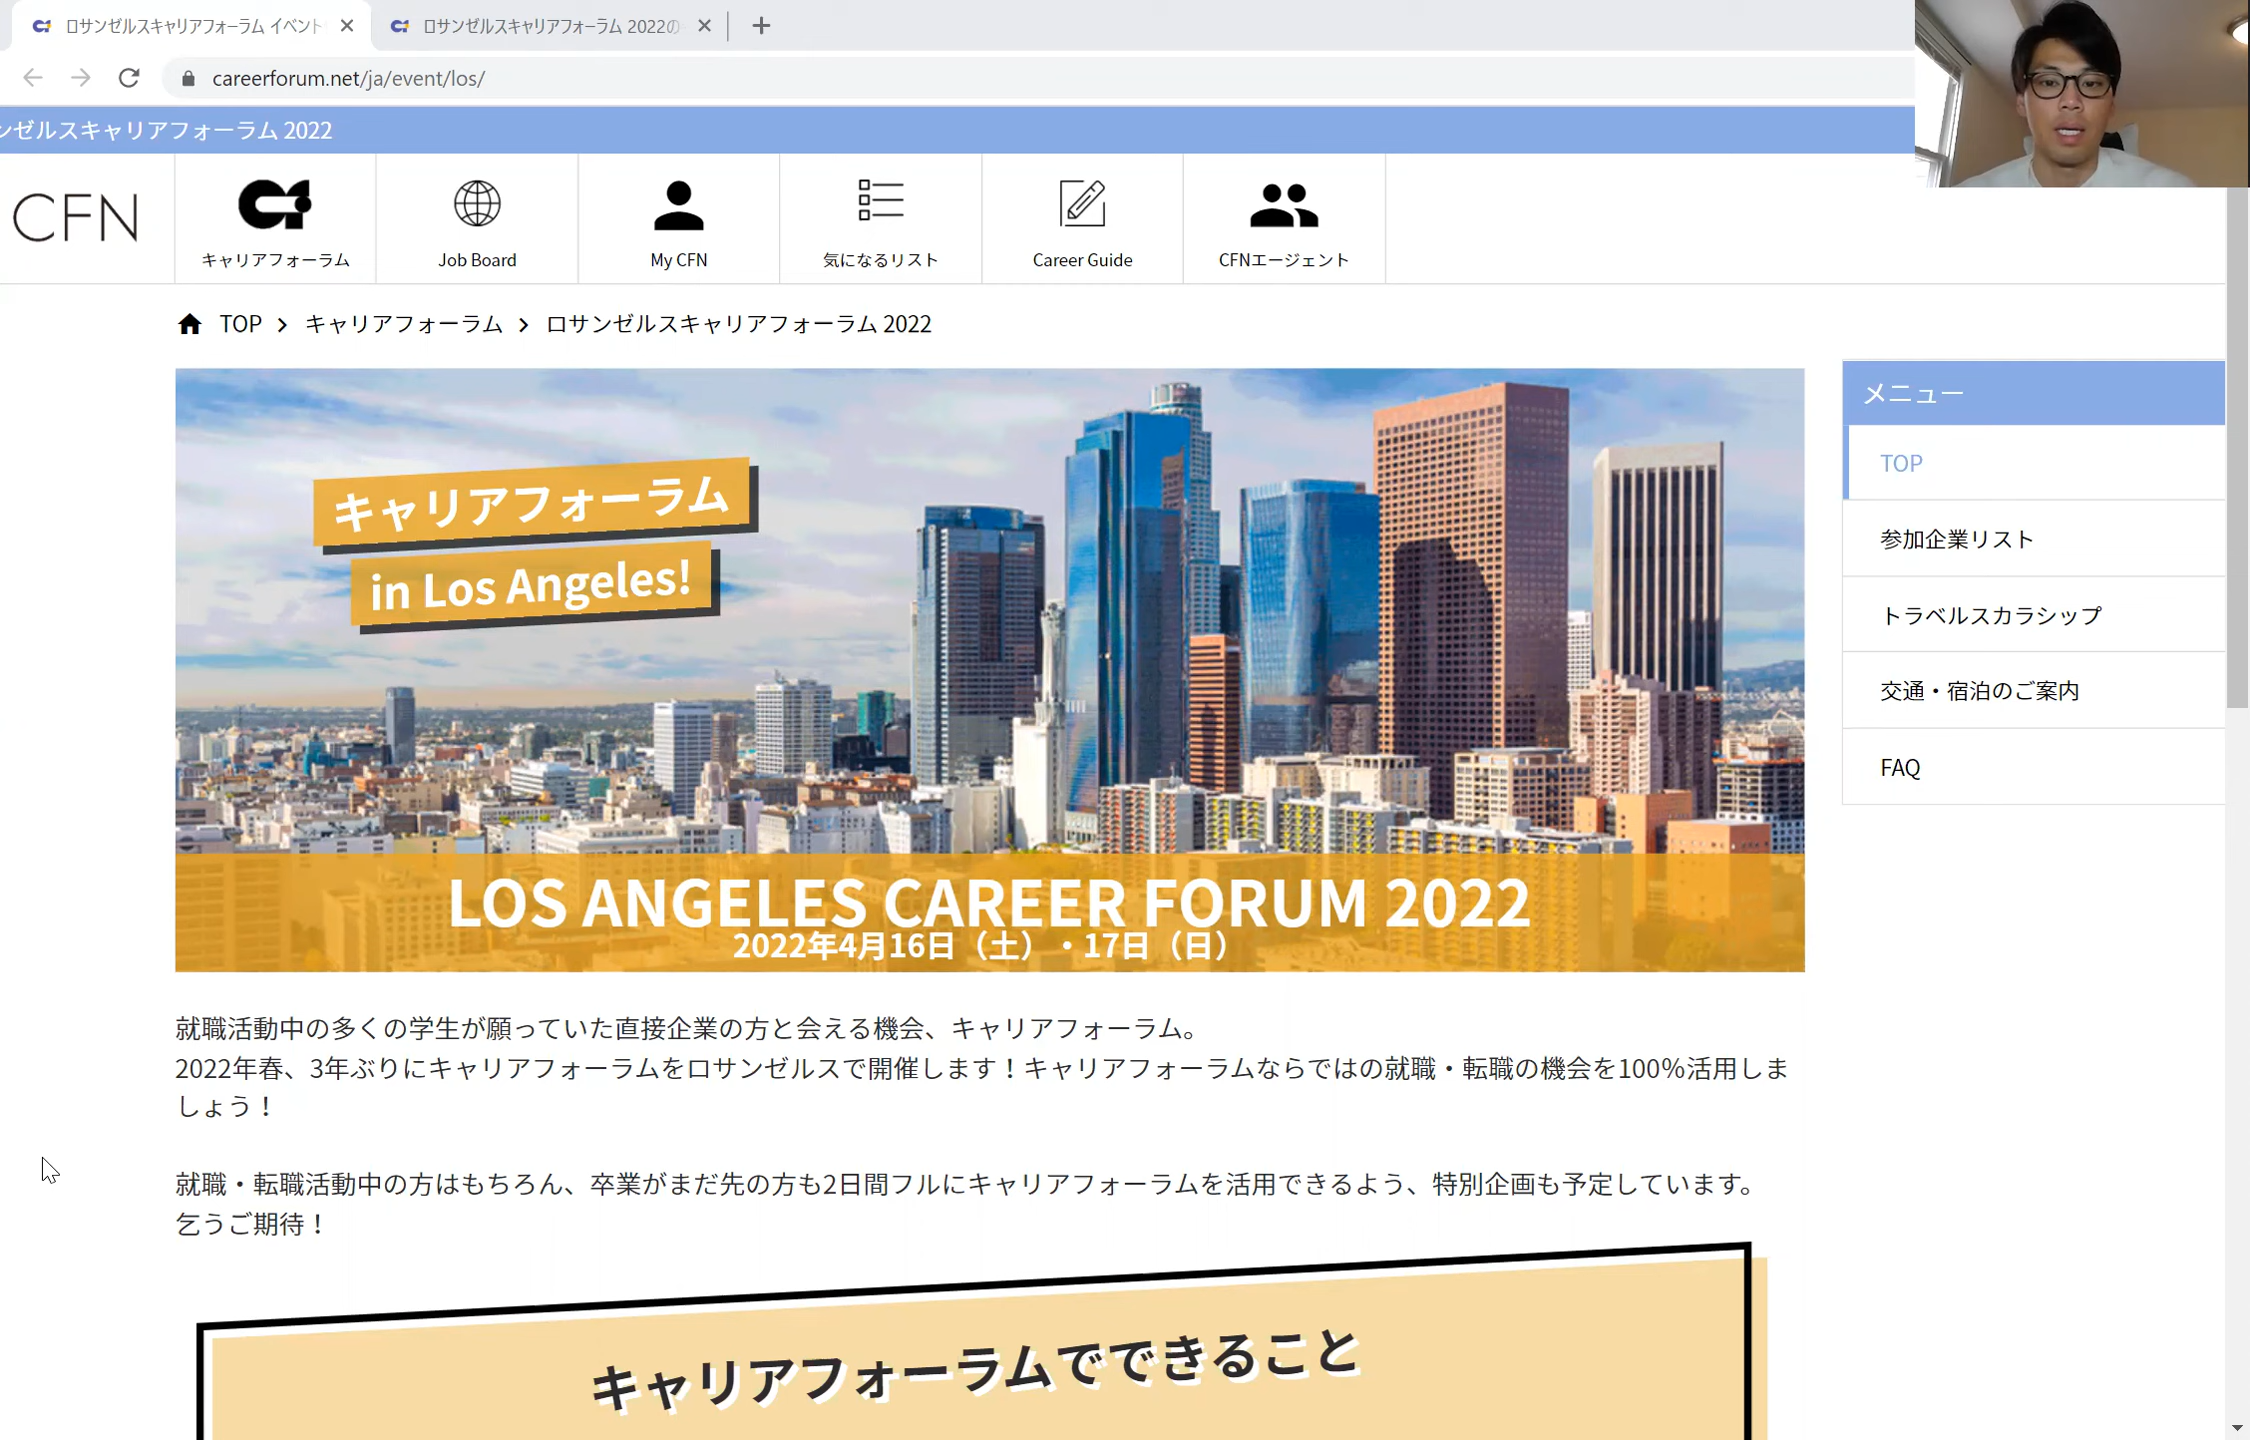 ロサンゼルスキャリアフォーラム イベント
ロサンゼルスキャリアフォーラム 2022の
careerforum.net/ja/event/los/
ンゼルスキャリアフォーラム 2022
CFN
キャリアフォーラム
Job Board
My CFN
気になるリスト
Career Guide
CFNエージェント
TOP > キャリアフォーラム > ロサンゼルスキャリアフォーラム 2022
キャリアフォーラム
in Los Angeles!
LOS ANGELES CAREER FORUM 2022
2022年4月16日（土）・17日（日）
メニュー
TOP
参加企業リスト
トラベルスカラシップ
交通・宿泊のご案内
FAQ
就職活動中の多くの学生が願っていた直接企業の方と会える機会、キャリアフォーラム。
2022年春、3年ぶりにキャリアフォーラムをロサンゼルスで開催します！キャリアフォーラムならではの就職・転職の機会を100%活用しま
しょう！
就職・転職活動中の方はもちろん、卒業がまだ先の方も2日間フルにキャリアフォーラムを活用できるよう、特別企画も予定しています。
乞うご期待！
キャリアフォーラムでできること